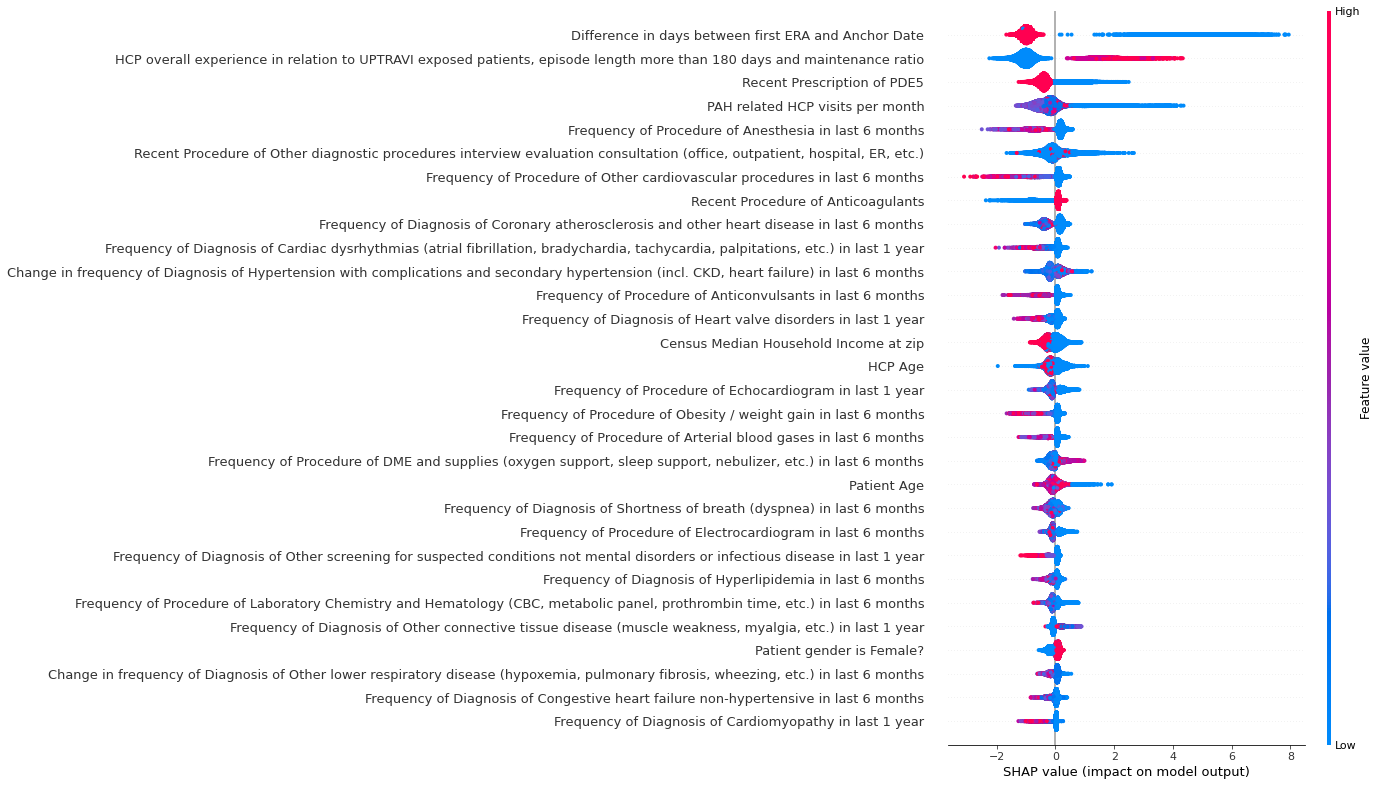 High
Difference in days between first ERA and Anchor Date
HCP overall experience in relation to UPTRAVI exposed patients, episode length more than 180 days and maintenance ratio
Recent Prescription of PDE5
PAH related HCP visits per month
Frequency of Procedure of Anesthesia in last 6 months
Recent Procedure of Other diagnostic procedures interview evaluation consultation (office, outpatient, hospital, ER, etc.)
Frequency of Procedure of Other cardiovascular procedures in last 6 months
Recent Procedure of Anticoagulants
Frequency of Diagnosis of Coronary atherosclerosis and other heart disease in last 6 months
Frequency of Diagnosis of Cardiac dysrhythmias (atrial fibrillation, bradychardia, tachycardia, palpitations, etc.) in last 1 year
Change in frequency of Diagnosis of Hypertension with complications and secondary hypertension (incl. CKD, heart failure) in last 6 months
Frequency of Procedure of Anticonvulsants in last 6 months
Frequency of Diagnosis of Heart valve disorders in last 1 year
Census Median Household Income at zip
HCP Age
Frequency of Procedure of Echocardiogram in last 1 year
Frequency of Procedure of Obesity / weight gain in last 6 months
Frequency of Procedure of Arterial blood gases in last 6 months
Frequency of Procedure of DME and supplies (oxygen support, sleep support, nebulizer, etc.) in last 6 months
Patient Age
Frequency of Diagnosis of Shortness of breath (dyspnea) in last 6 months
Frequency of Procedure of Electrocardiogram in last 6 months
Frequency of Diagnosis of Other screening for suspected conditions not mental disorders or infectious disease in last 1 year
Frequency of Diagnosis of Hyperlipidemia in last 6 months
Frequency of Procedure of Laboratory Chemistry and Hematology (CBC, metabolic panel, prothrombin time, etc.) in last 6 months
Frequency of Diagnosis of Other connective tissue disease (muscle weakness, myalgia, etc.) in last 1 year
Patient gender is Female?
Change in frequency of Diagnosis of Other lower respiratory disease (hypoxemia, pulmonary fibrosis, wheezing, etc.) in last 6 months
Frequency of Diagnosis of Congestive heart failure non-hypertensive in last 6 months
Frequency of Diagnosis of Cardiomyopathy in last 1 year
Feature value
Low
−2 0 2 4 6 8
SHAP value (impact on model output)